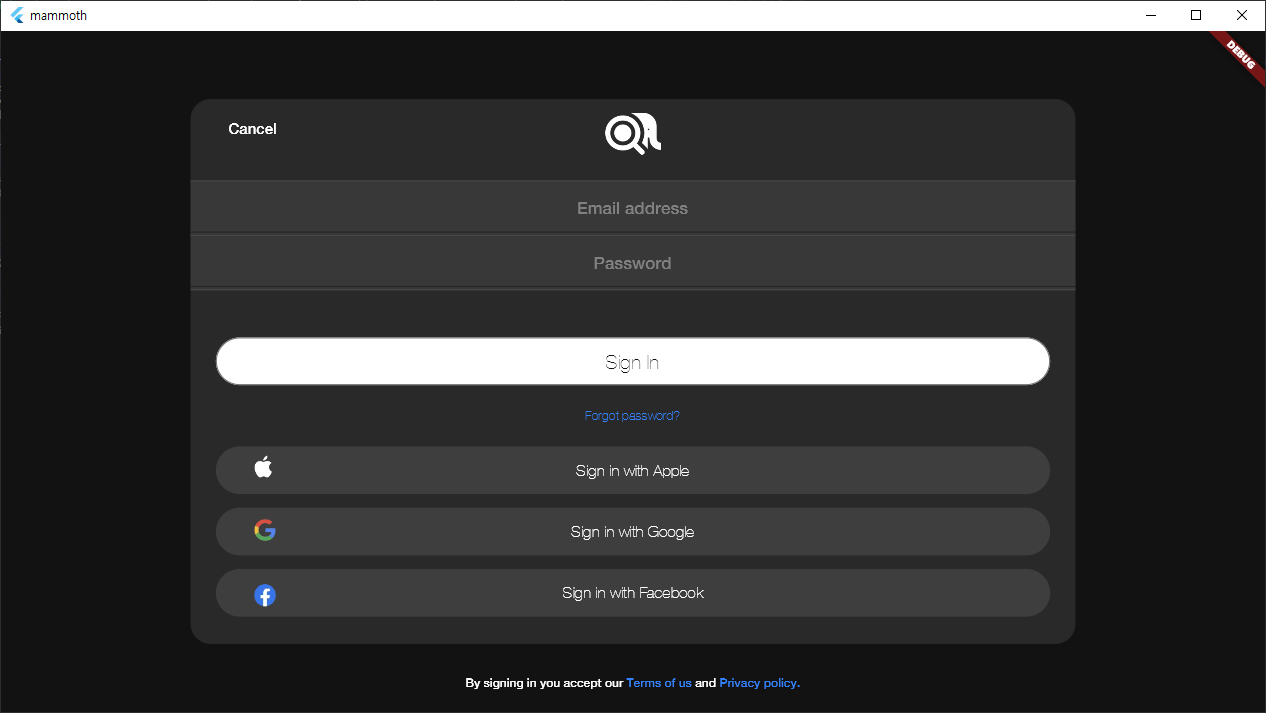 mammoth
DEBUG
Cancel
Email address
Password
Sign In
Forgot password?
Sign in with Apple
Sign in with Google
Sign in with Facebook
By signing in you accept our Terms of us and Privacy policy.